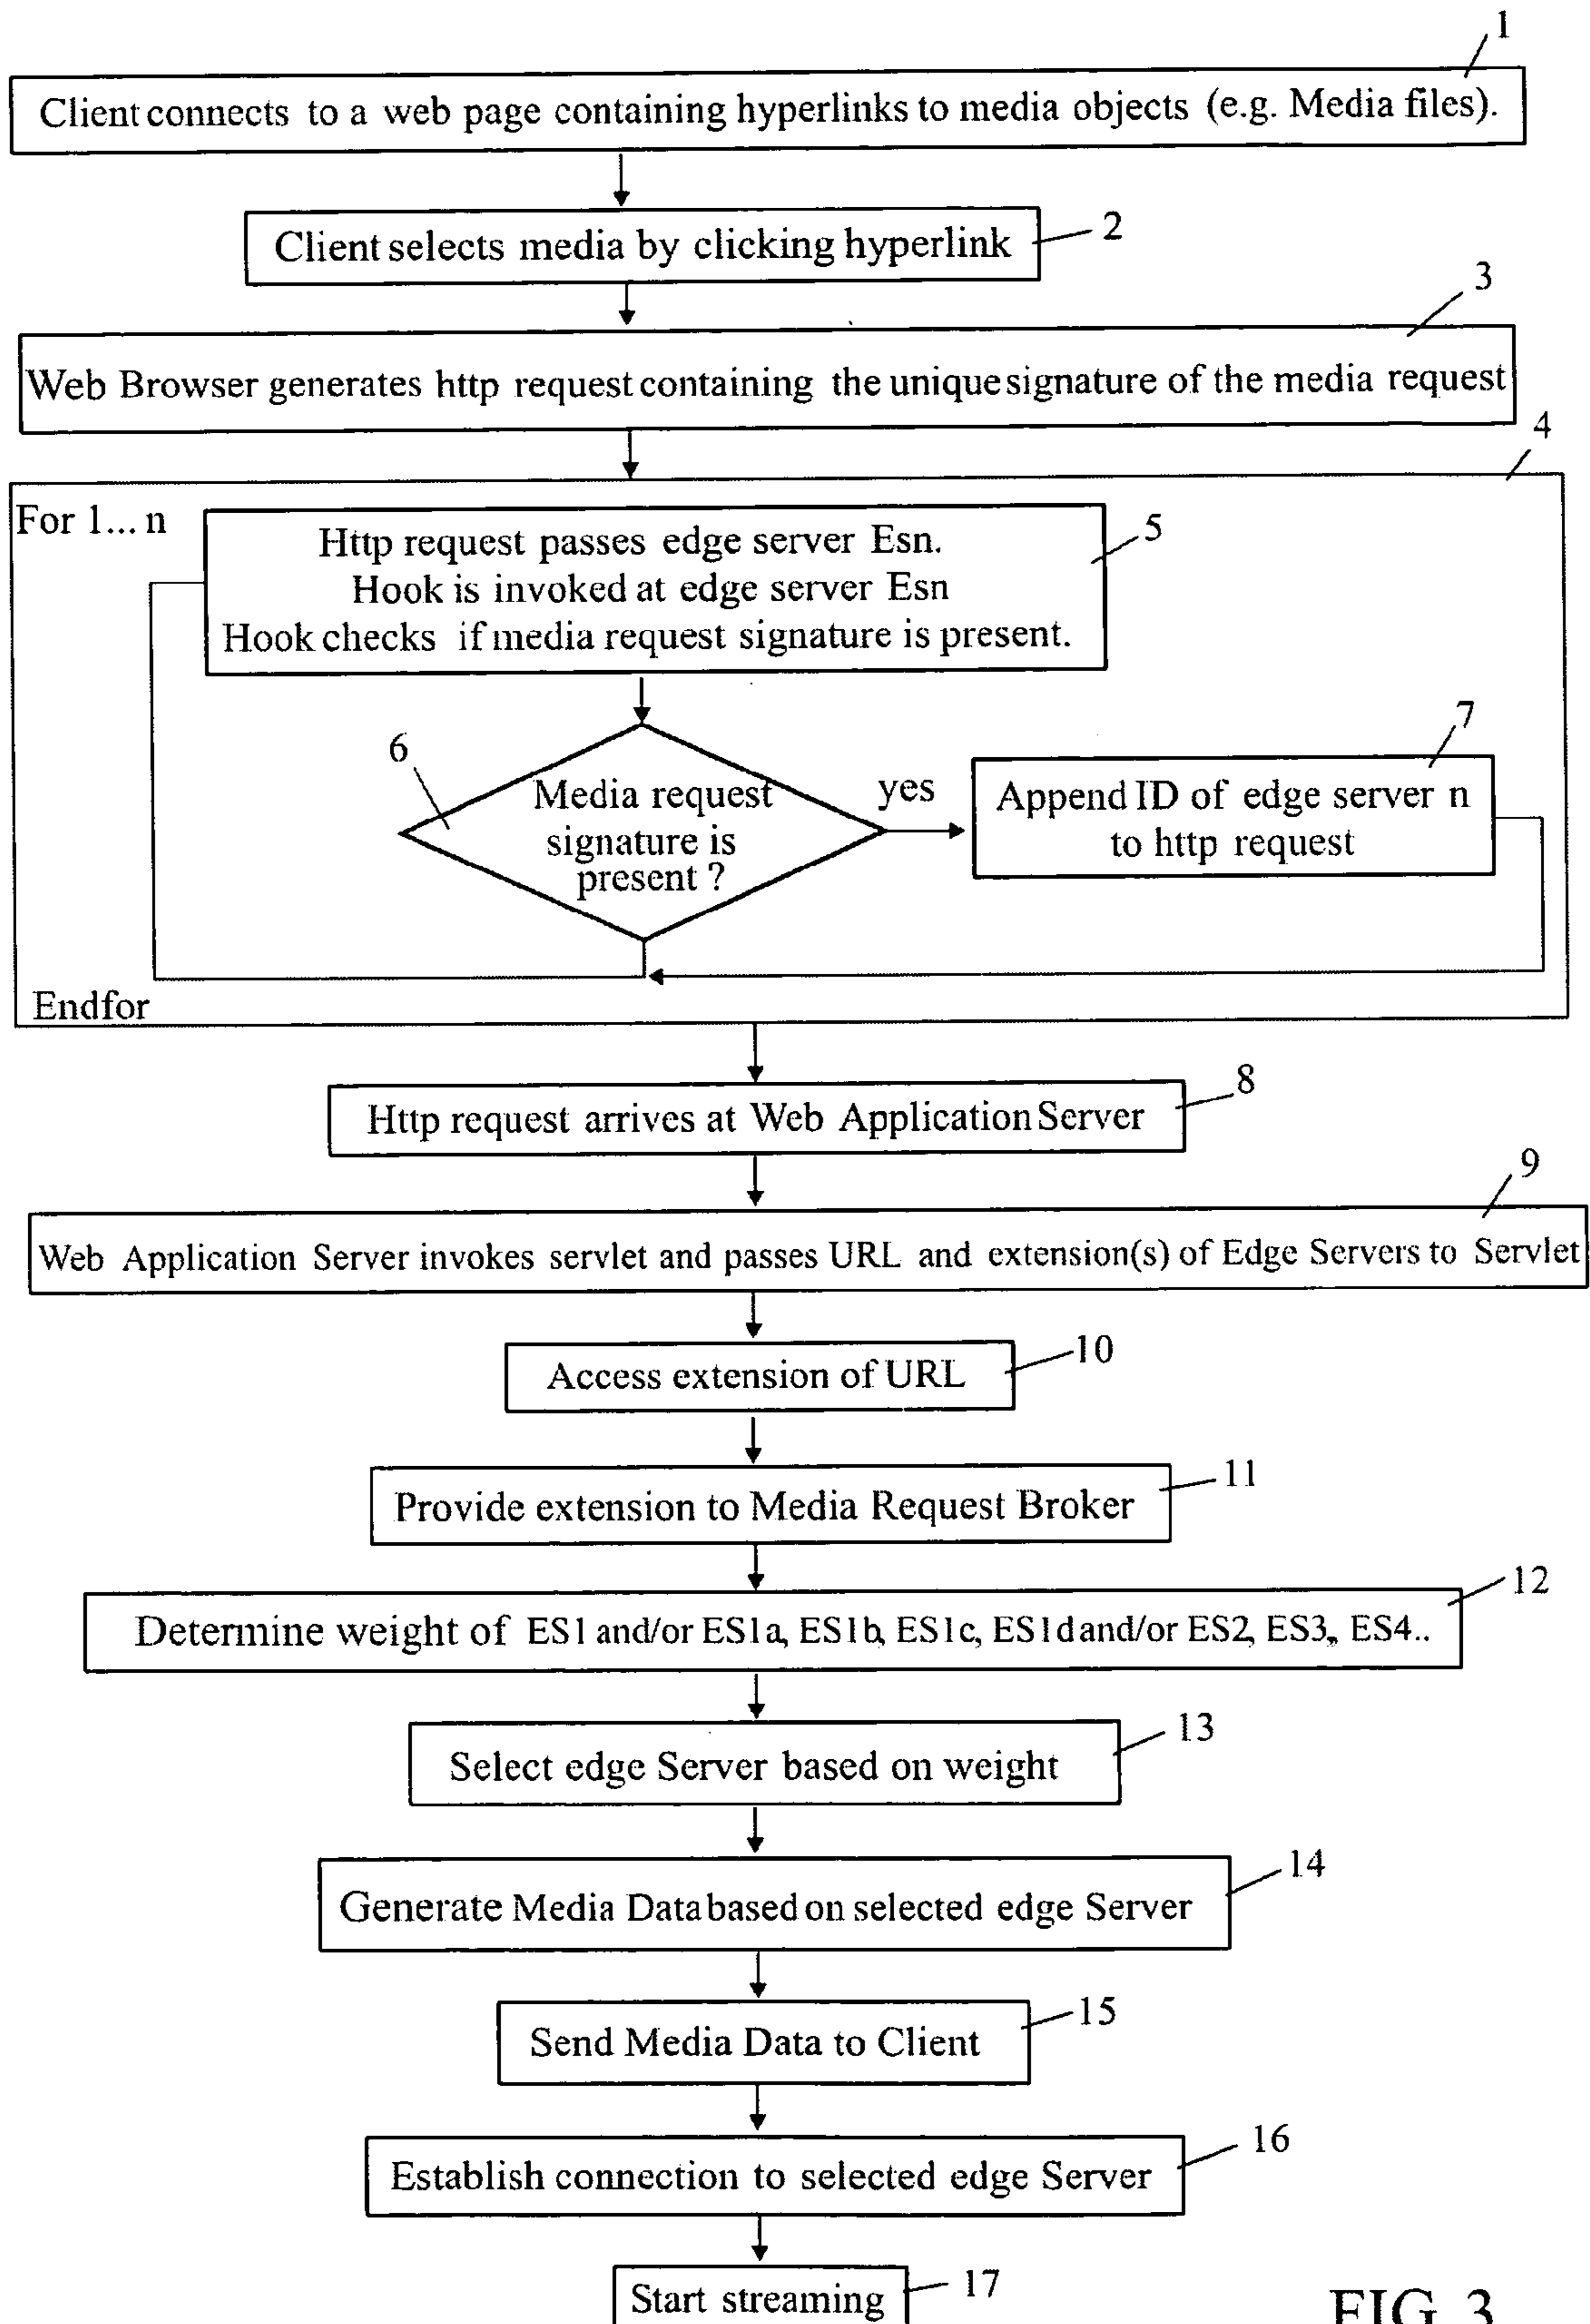 1
Client connects to a web page containing hyperlinks to media objects (e.g. Media files).
Client selects media by clicking hyperlink
2
3
Web Browser generates http request containing the unique signature of the media request
4
For 1... n
Http request passes edge server Esn.
Hook is invoked at edge server Esn
Hook checks if media request signature is present.
5
6
Media request
signature is
present ?
yes
7
Append ID of edge server n
to http request
Endfor
Http request arrives at Web Application Server
8
9
Web Application Server invokes servlet and passes URL and extension(s) of Edge Servers to Servlet
Access extension of URL
10
Provide extension to Media Request Broker
11
Determine weight of ES1 and/or ES1a, ES1b, ES1c, ES1d and/or ES2, ES3,, ES4..
12
Select edge Server based on weight
13
Generate Media Data based on selected edge Server
14
Send Media Data to Client
15
Establish connection to selected edge Server
16
Start streaming
17
FIG. 3